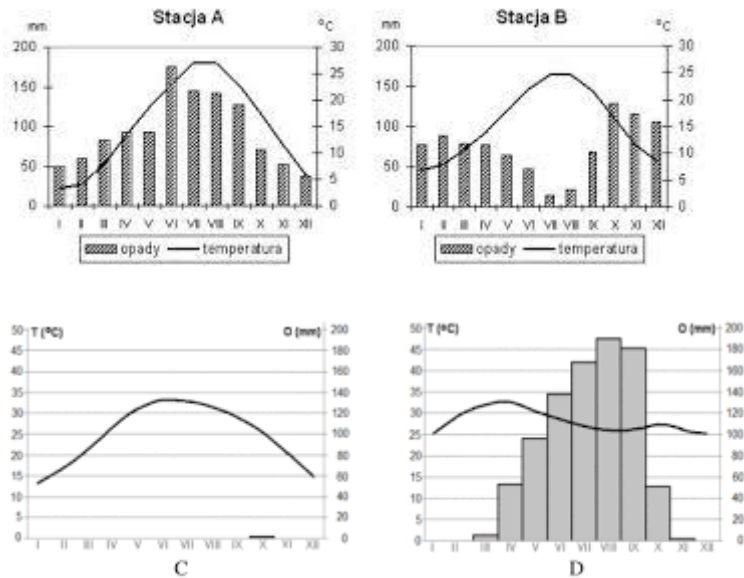 Stacja A
mm °C
200 30
25
150
20
100 15
10
50
5
0 0
I II III IV V VI VII VIII IX X XI XII
opady temperatura
Stacja B
mm °C
200 30
25
150
20
100 15
10
50
5
0 0
I II III IV V VI VII VIII IX X XI XII
opady temperatura
50 T (°C) O (mm) 200
45 180
40 160
35 140
30 120
25 100
20 80
15 60
10 40
5 20
0 0
I II III IV V VI VII VIII IX X XI XII
C
50 T (°C) O (mm) 200
45 180
40 160
35 140
30 120
25 100
20 80
15 60
10 40
5 20
0 0
I II III IV V VI VII VIII IX X XI XII
D